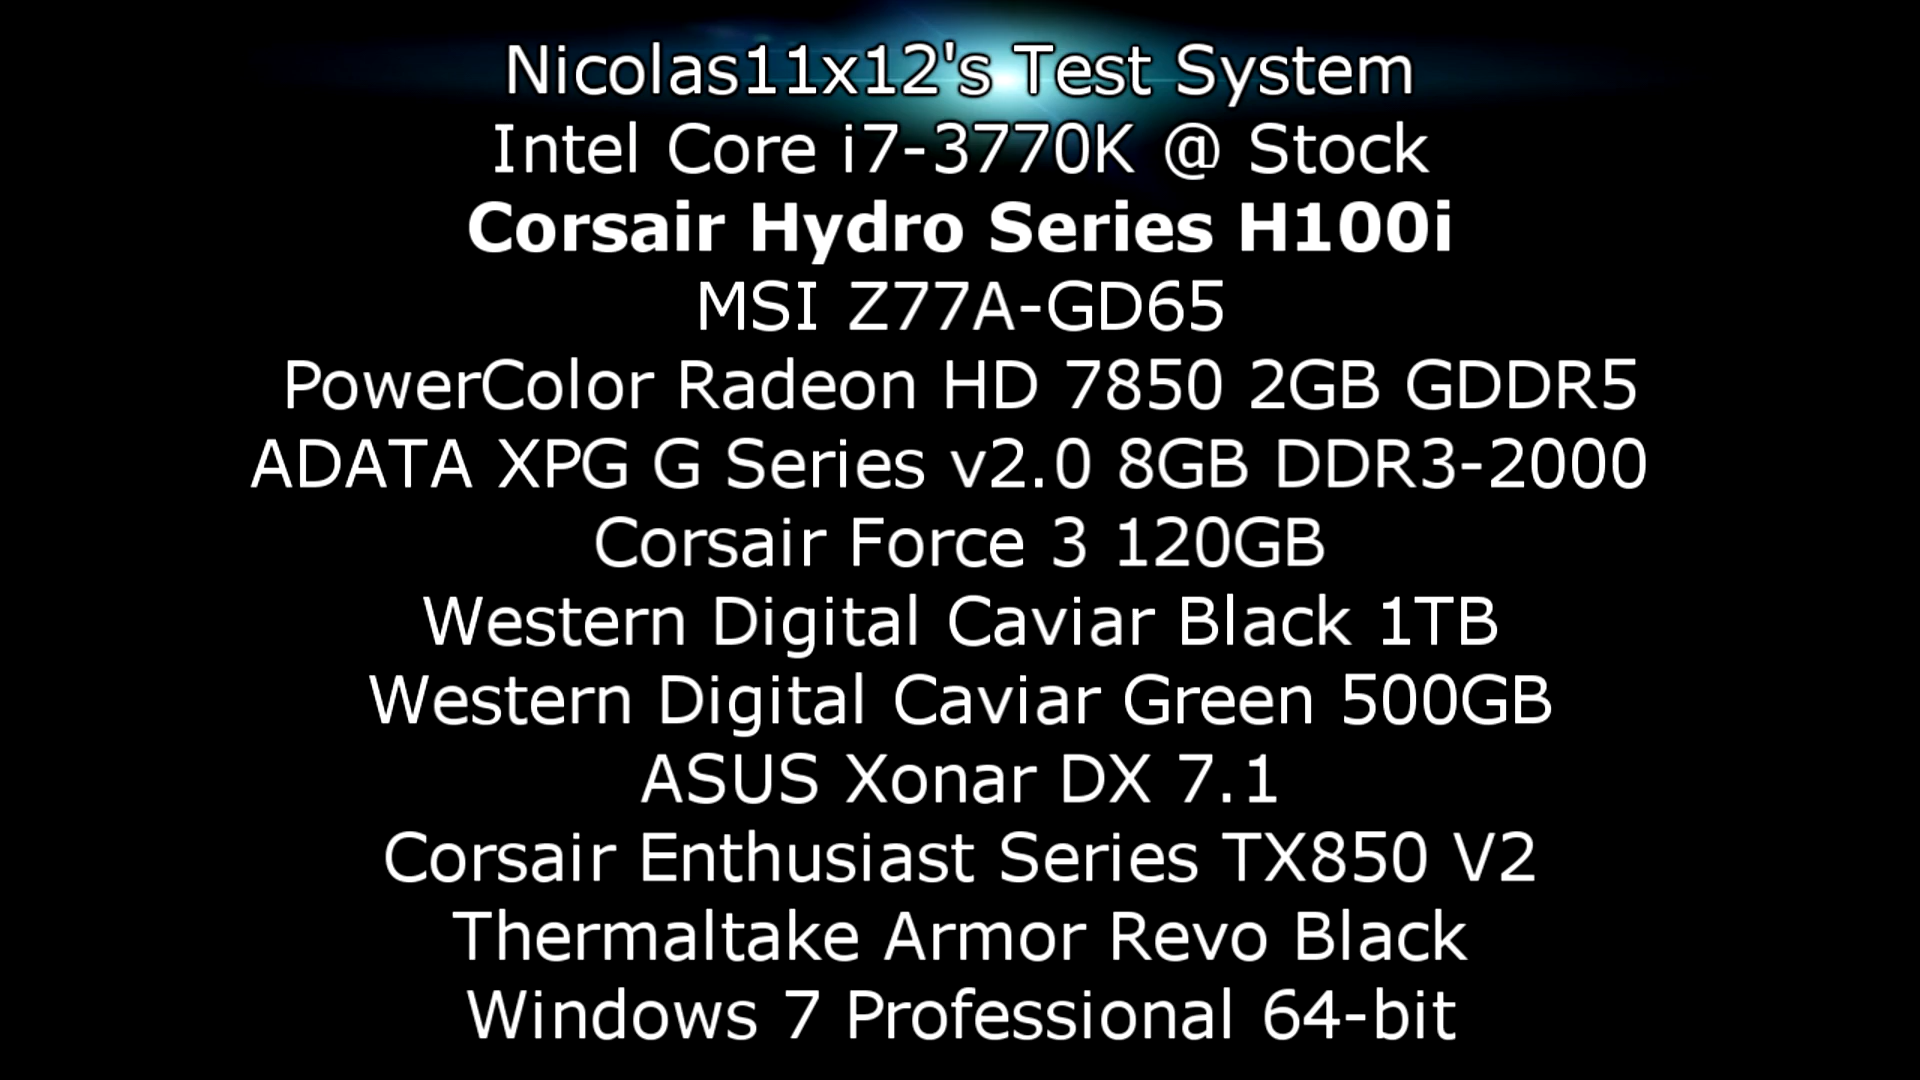 Nicolas11x12's Test System
Intel Core i7-3770K @ Stock
Corsair Hydro Series H100i
MSI Z77A-GD65
PowerColor Radeon HD 7850 2GB GDDR5
ADATA XPG G Series v2.0 8GB DDR3-2000
Corsair Force 3 120GB
Western Digital Caviar Black 1TB
Western Digital Caviar Green 500GB
ASUS Xonar DX 7.1
Corsair Enthusiast Series TX850 V2
Thermaltake Armor Revo Black
Windows 7 Professional 64-bit